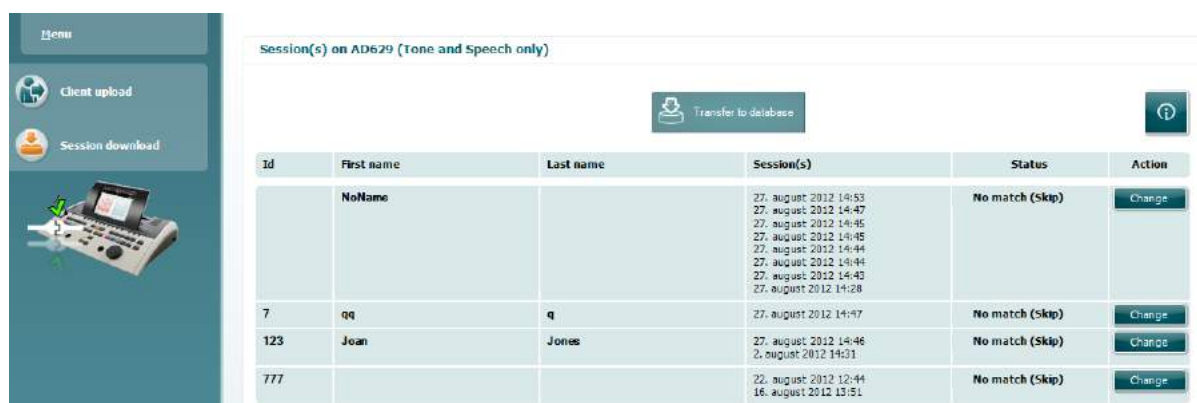 Menu
Session(s) on AD629 (Tone and Speech only)
Client upload
Transfer to database
Session download
Id First name Last name Session(s) Status Action
NoName 27. august 2012 14:53 No match (Skip) Change
27. august 2012 14:47
27. august 2012 14:45
27. august 2012 14:45
27. august 2012 14:44
27. august 2012 14:44
27. august 2012 14:43
27. august 2012 14:28
7 qq q 27. august 2012 14:47 No match (Skip) Change
123 Joan Jones 27. august 2012 14:46 No match (Skip) Change
2. august 2012 14:31
777 22. august 2012 12:44 No match (Skip) Change
16. august 2012 13:51